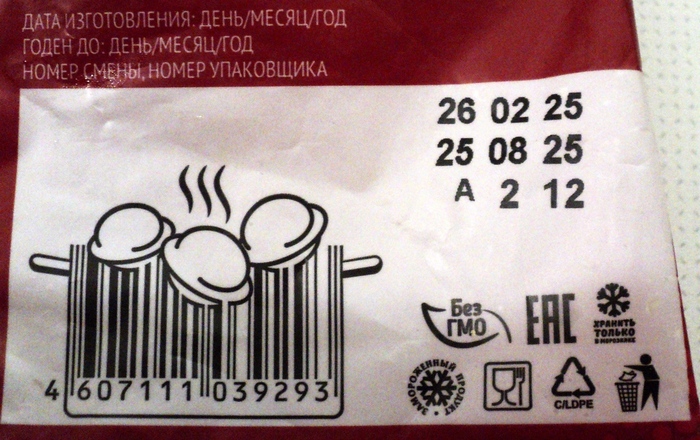 ДАТА ИЗГОТОВЛЕНИЯ: ДЕНЬ/МЕСЯЦ/ГОД
ГОДЕН ДО: ДЕНЬ/МЕСЯЦ/ГОД
НОМЕР СМЕНЫ, НОМЕР УПАКОВЩИКА
26 02 25
25 08 25
А 2 12
4 607111 039293
Без
ГМО
ЕАС
ХРАНИТЬ
ТОЛЬКО
В МОРОЗИЛКЕ
ЗАМОРОЖЕННЫЙ ПРОДУКТ
C/LDPE